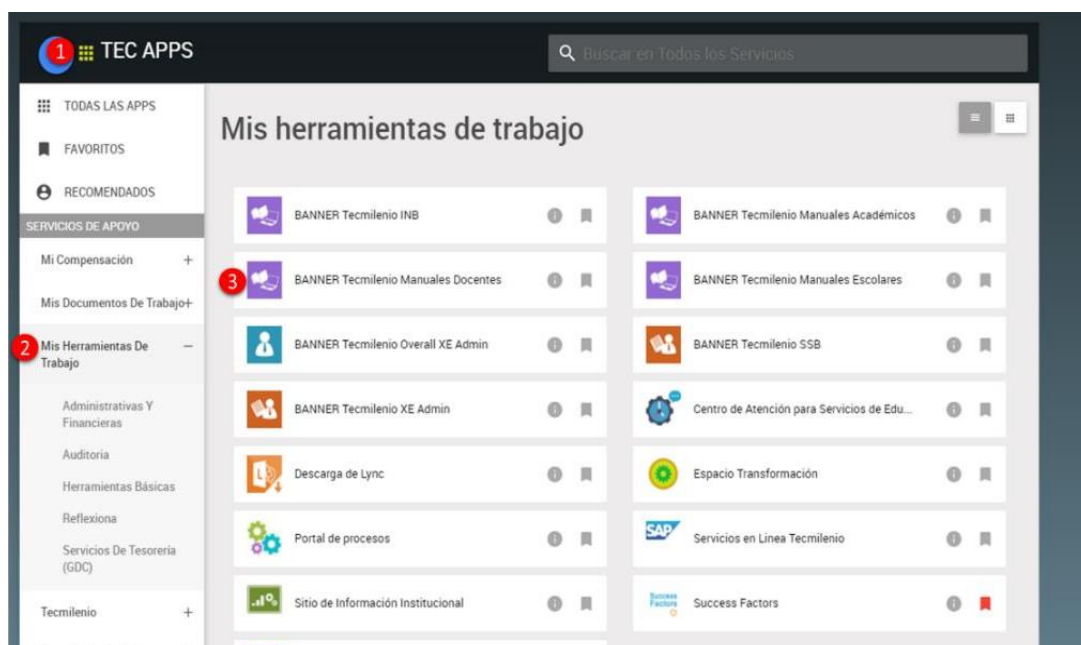 1 TEC APPS
Buscar en Todos los Servicios
TODAS LAS APPS
FAVORITOS
RECOMENDADOS
SERVICIOS DE APOYO
Mi Compensación +
Mis Documentos De Trabajo+
2 Mis Herramientas De −
Trabajo
Administrativas Y
Financieras
Auditoria
Herramientas Básicas
Reflexiona
Servicios De Tesorería
(GDC)
Tecmilenio +
Mis herramientas de trabajo
BANNER Tecmilenio INB
BANNER Tecmilenio Manuales Académicos
3 BANNER Tecmilenio Manuales Docentes
BANNER Tecmilenio Manuales Escolares
BANNER Tecmilenio Overall XE Admin
BANNER Tecmilenio SSB
BANNER Tecmilenio XE Admin
Centro de Atención para Servicios de Edu...
Descarga de Lync
Espacio Transformación
Portal de procesos
SAP Servicios en Linea Tecmilenio
Sitio de Información Institucional
Success
Factors
Success Factors